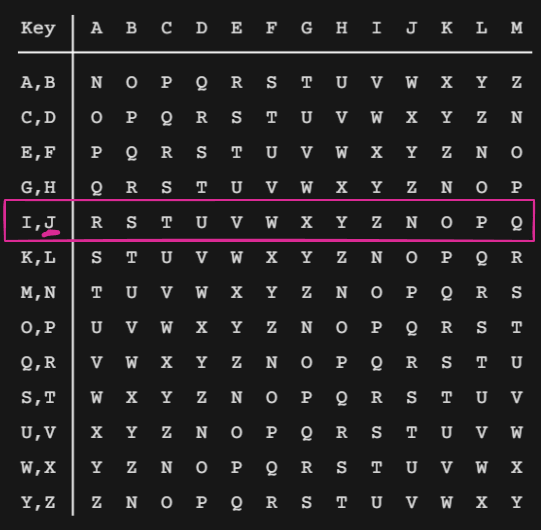 Key A B C D E F G H I J K L M
A,B N O P Q R S T U V W X Y Z
C,D O P Q R S T U V W X Y Z N
E,F P Q R S T U V W X Y Z N O
G,H Q R S T U V W X Y Z N O P
I,J R S T U V W X Y Z N O P Q
K,L S T U V W X Y Z N O P Q R
M,N T U V W X Y Z N O P Q R S
O,P U V W X Y Z N O P Q R S T
Q,R V W X Y Z N O P Q R S T U
S,T W X Y Z N O P Q R S T U V
U,V X Y Z N O P Q R S T U V W
W,X Y Z N O P Q R S T U V W X
Y,Z Z N O P Q R S T U V W X Y